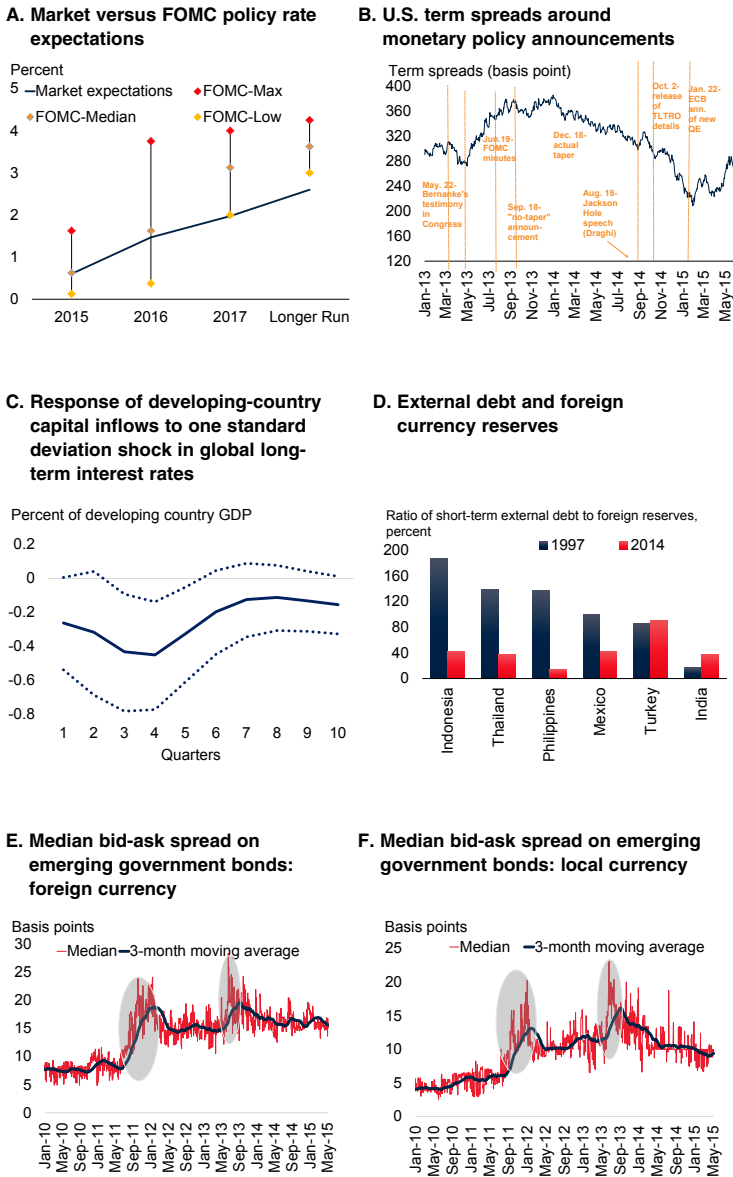 A. Market versus FOMC policy rate
expectations
Percent
Market expectations
FOMC-Max
FOMC-Median
FOMC-Low
5
4
3
2
1
0
2015
2016
2017
Longer Run
B. U.S. term spreads around
monetary policy announcements
Term spreads (basis point)
400
360
320
280
240
200
160
120
May. 22-
Bernanke's
testimony
in
Congress
Jun.19-
FOMC
minutes
Sep. 18-
"no-taper"
announ-
cement
Dec. 18-
actual
taper
Aug. 18-
Jackson
Hole
speech
(Draghi)
Oct. 2-
release
of
TLTRO
details
Jan. 22-
ECB
ann.
of new
QE
Jan-13
Mar-13
May-13
Jul-13
Sep-13
Nov-13
Jan-14
Mar-14
May-14
Jul-14
Sep-14
Nov-14
Jan-15
Mar-15
May-15
C. Response of developing-country
capital inflows to one standard
deviation shock in global long-
term interest rates
Percent of developing country GDP
0.2
0
-0.2
-0.4
-0.6
-0.8
1 2 3 4 5 6 7 8 9 10
Quarters
D. External debt and foreign
currency reserves
Ratio of short-term external debt to foreign reserves,
percent
1997
2014
200
160
120
80
40
0
Indonesia
Thailand
Philippines
Mexico
Turkey
India
E. Median bid-ask spread on
emerging government bonds:
foreign currency
Basis points
Median
3-month moving average
30
25
20
15
10
5
0
Jan-10
May-10
Sep-10
Jan-11
May-11
Sep-11
Jan-12
May-12
Sep-12
Jan-13
May-13
Sep-13
Jan-14
May-14
Sep-14
Jan-15
May-15
F. Median bid-ask spread on emerging
government bonds: local currency
Basis points
Median
3-month moving average
25
20
15
10
5
0
Jan-10
May-10
Sep-10
Jan-11
May-11
Sep-11
Jan-12
May-12
Sep-12
Jan-13
May-13
Sep-13
Jan-14
May-14
Sep-14
Jan-15
May-15